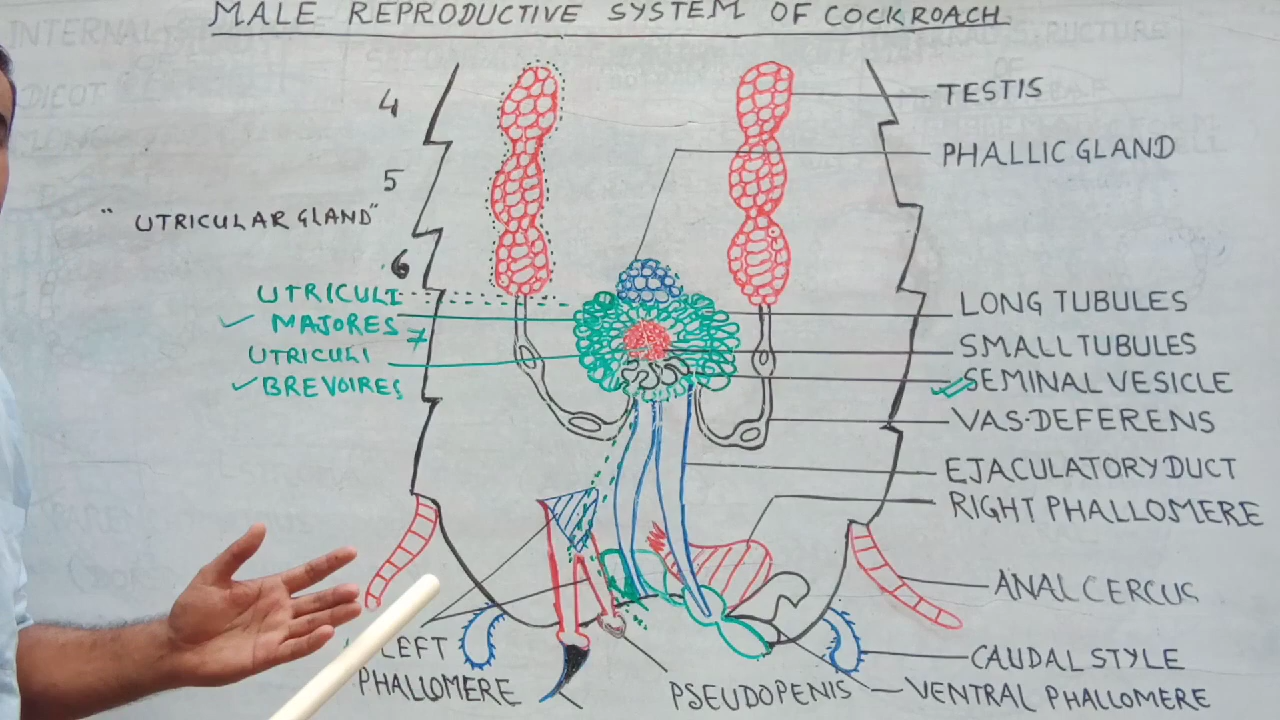 MALE REPRODUCTIVE SYSTEM OF COCKROACH
4
5
" UTRICULAR GLAND"
6
UTRICULI
MAJORES
7
UTRICULI
BREVOIRES
TESTIS
PHALLIC GLAND
LONG TUBULES
SMALL TUBULES
SEMINAL VESICLE
VAS-DEFERENS
EJACULATORY DUCT
RIGHT PHALLOMERE
ANAL CERCUS
CAUDAL STYLE
VENTRAL PHALLOMERE
PSEUDOPENIS
LEFT
PHALLOMERE